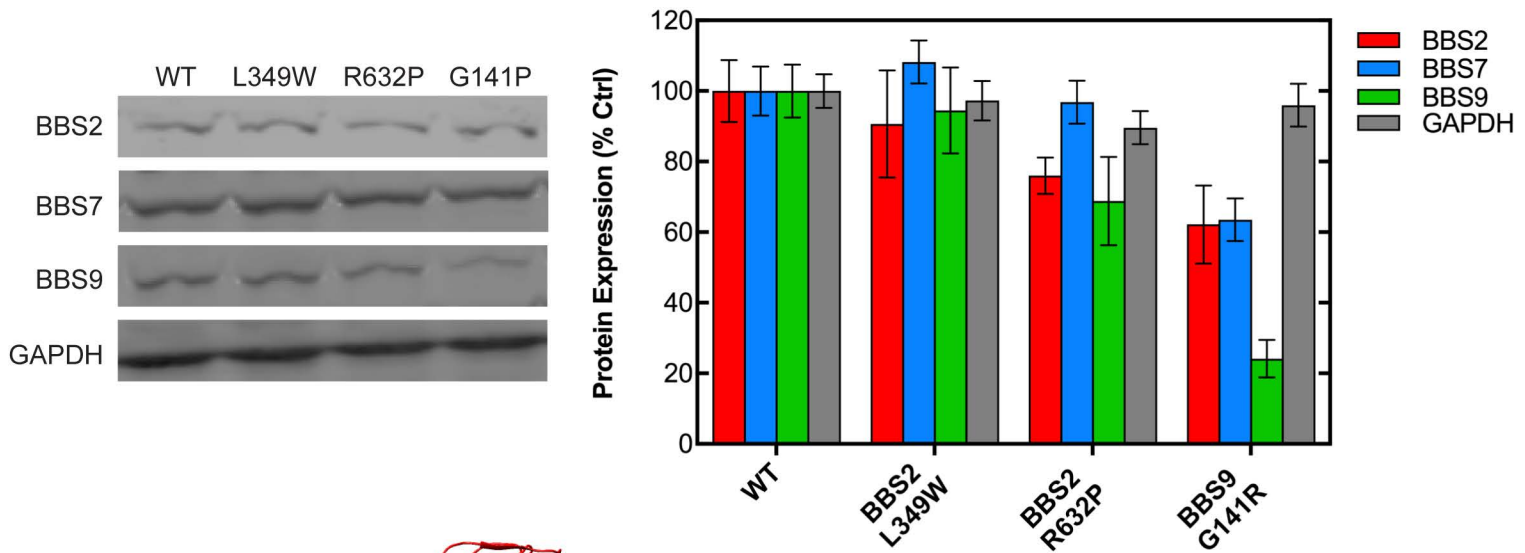 WT L349W R632P G141P
BBS2
BBS7
BBS9
GAPDH
Protein Expression (% Ctrl)
120
100
80
60
40
20
0
WT
BBS2
L349W
BBS2
R632P
BBS9
G141R
BBS2
BBS7
BBS9
GAPDH